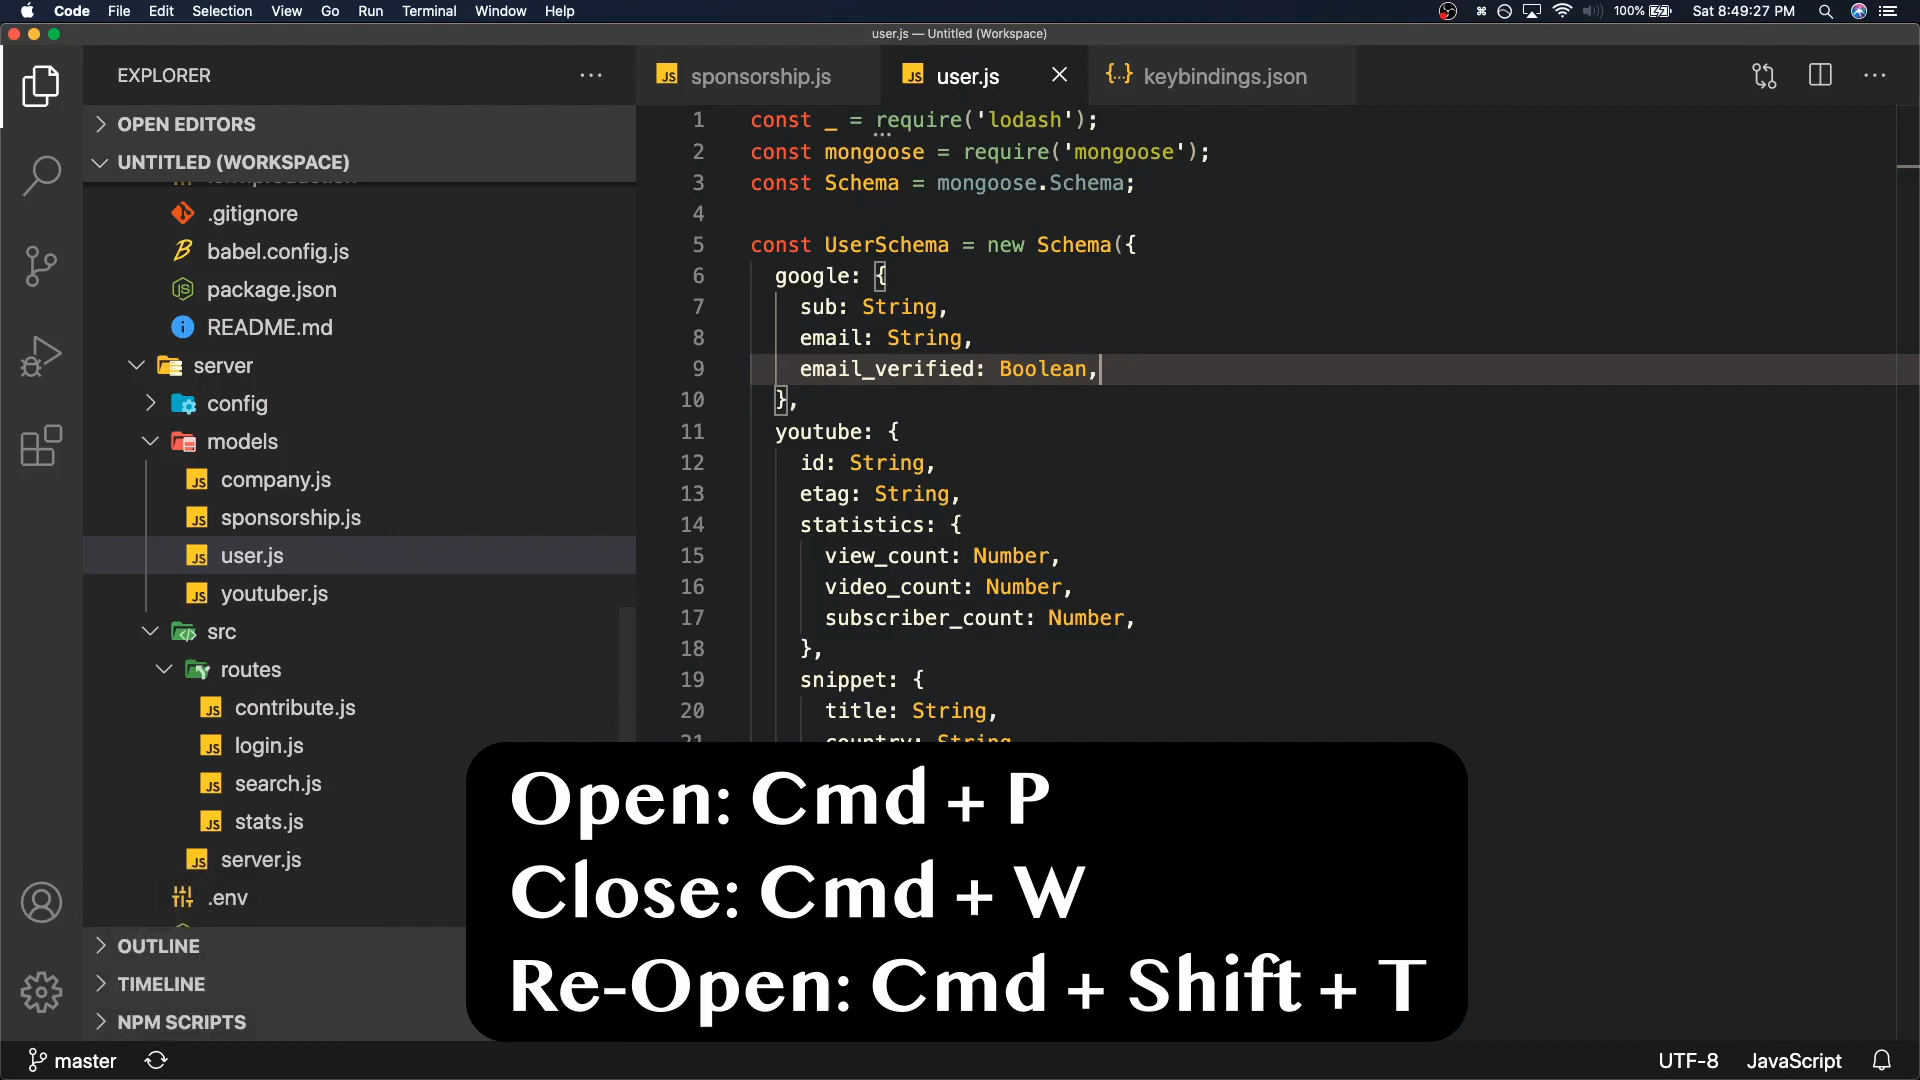 Code File Edit Selection View Go Run Terminal Window Help 100% Sat 8:49:27 PM
user.js — Untitled (Workspace)
EXPLORER
sponsorship.js
user.js
keybindings.json
OPEN EDITORS
UNTITLED (WORKSPACE)
.gitignore
babel.config.js
package.json
README.md
server
config
models
company.js
sponsorship.js
user.js
youtuber.js
src
routes
contribute.js
login.js
search.js
stats.js
server.js
.env
OUTLINE
TIMELINE
NPM SCRIPTS
1 const _ = require('lodash');
2 const mongoose = require('mongoose');
3 const Schema = mongoose.Schema;
4
5 const UserSchema = new Schema({
6 google: {
7 sub: String,
8 email: String,
9 email_verified: Boolean,
10 },
11 youtube: {
12 id: String,
13 etag: String,
14 statistics: {
15 view_count: Number,
16 video_count: Number,
17 subscriber_count: Number,
18 },
19 snippet: {
20 title: String,
21 country: String
Open: Cmd + P
Close: Cmd + W
Re-Open: Cmd + Shift + T
master
UTF-8 JavaScript